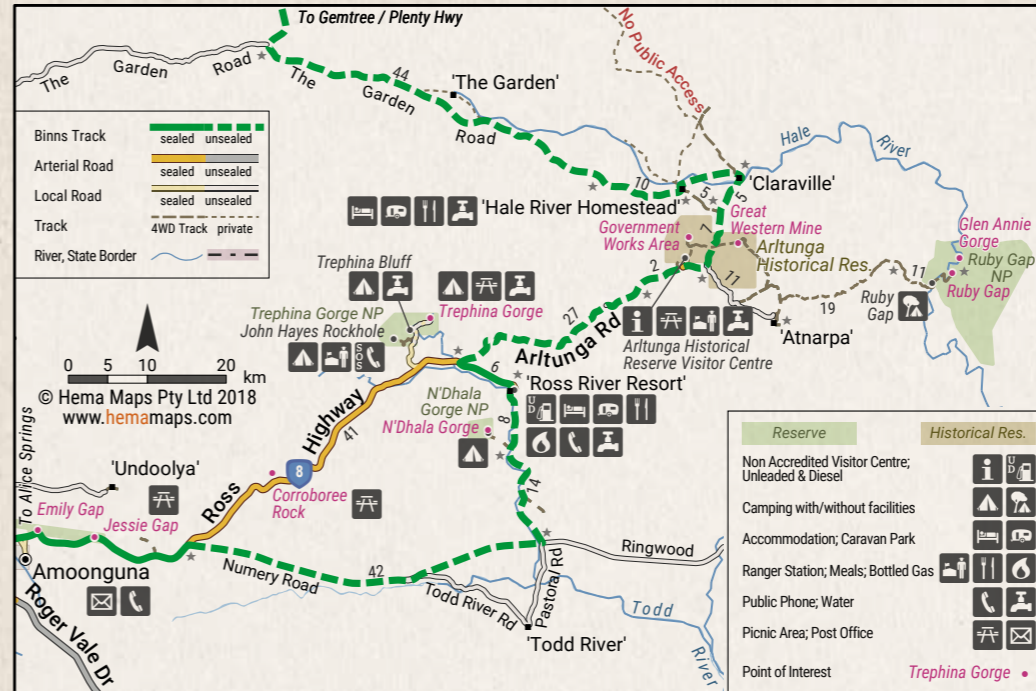 To Gemtree / Plenty Hwy
No Public Access
The Garden Road
The Garden Road
44
'The Garden'
Binns Track
sealed unsealed
Arterial Road
sealed unsealed
Local Road
sealed unsealed
Track
4WD Track private
River, State Border
10
5
5
'Claraville'
Hale River
'Hale River Homestead'
Government
Works Area
7
Great
Western Mine
Arltunga
Historical Res.
Glen Annie
Gorge
Ruby Gap
NP
Ruby Gap
11
Ruby
Gap
19
'Atnarpa'
11
2
27
Arltunga Rd
Arltunga Historical
Reserve Visitor Centre
Trephina Bluff
Trephina Gorge NP
John Hayes Rockhole
Trephina Gorge
SOS
0 10 20
km
© Hema Maps Pty Ltd 2018
www.hemamaps.com
6
'Ross River Resort'
UD
N'Dhala
Gorge NP
N'Dhala Gorge
8
14
Ross Highway
41
8
Corroboree
Rock
'Undoolya'
To Alice Springs
Emily Gap
Jessie Gap
Amoonguna
Roger Vale Dr
Numery Road
42
Todd River Rd
Pastoral Rd
'Todd River'
Ringwood
Todd River
Reserve
Historical Res.
Non Accredited Visitor Centre;
Unleaded & Diesel
UD
Camping with/without facilities
Accommodation; Caravan Park
Ranger Station; Meals; Bottled Gas
Public Phone; Water
Picnic Area; Post Office
Point of Interest
Trephina Gorge